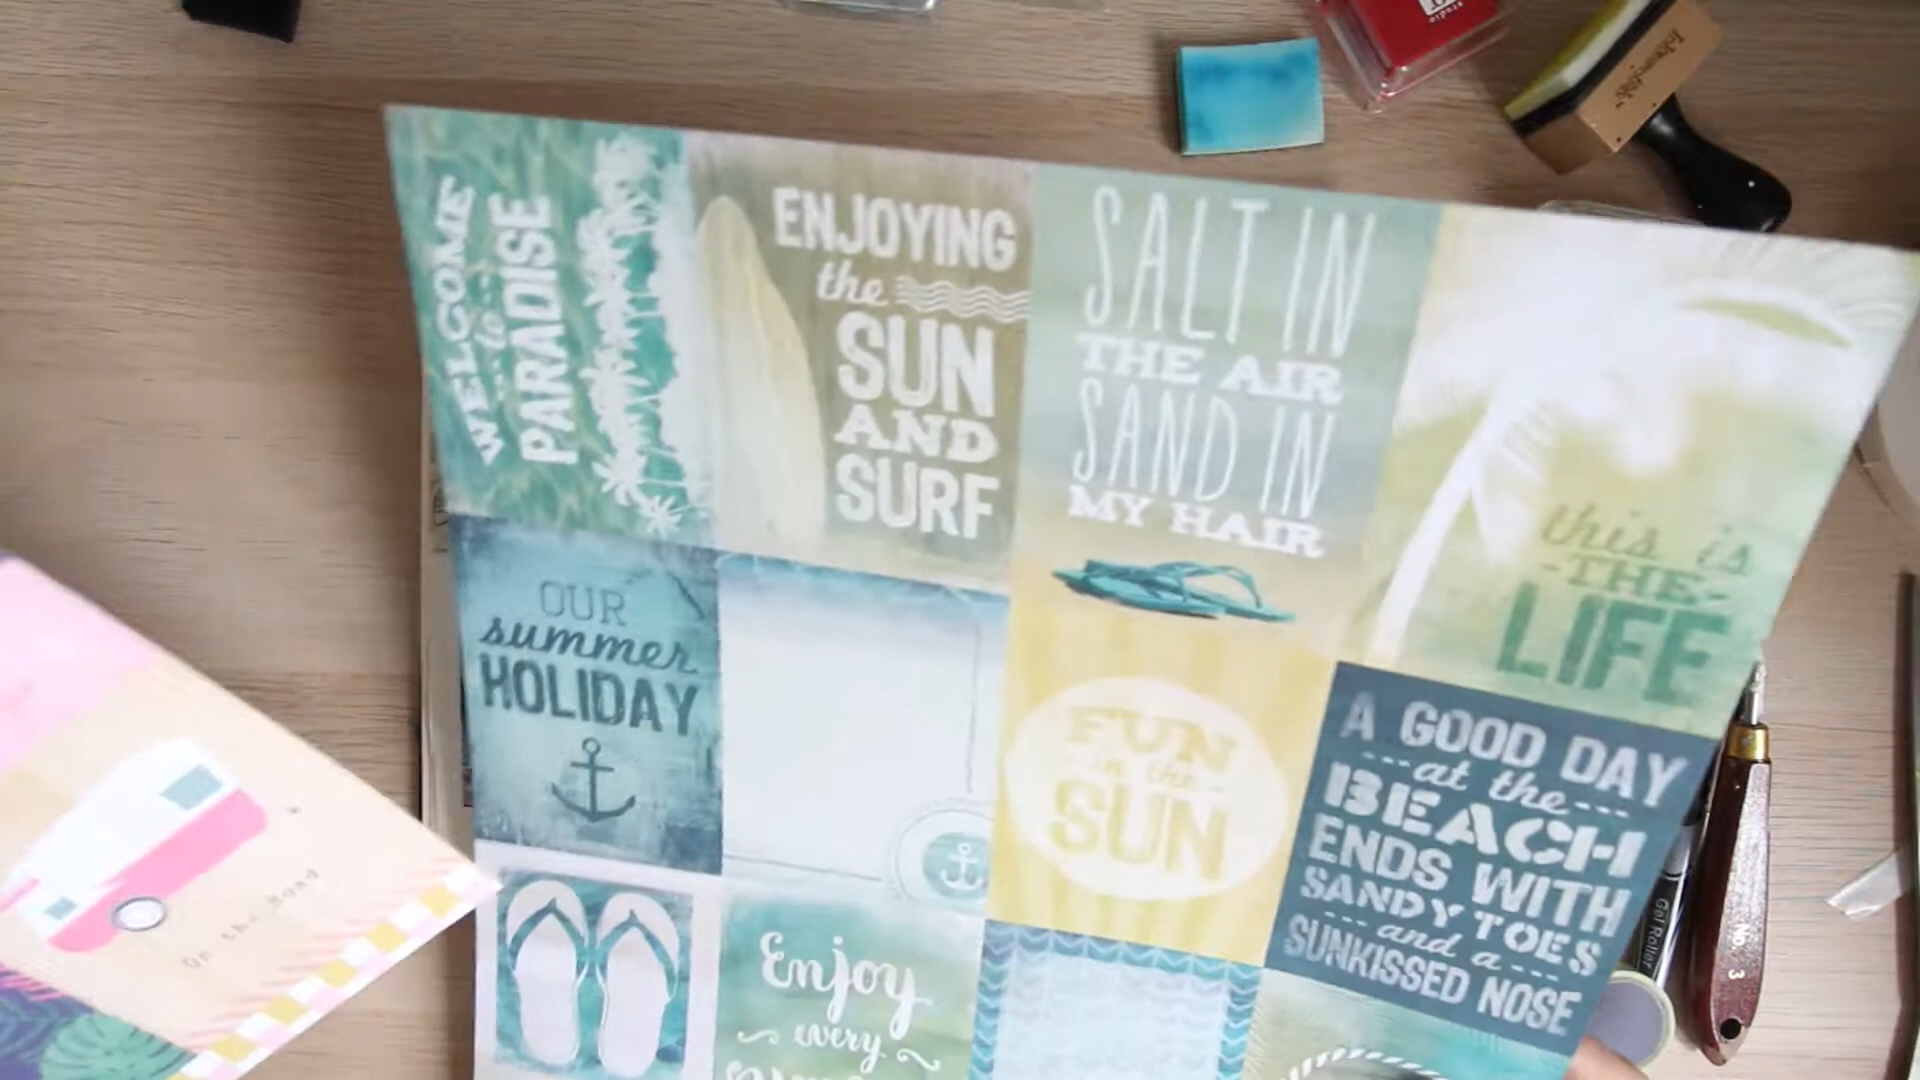 WELCOME
to
PARADISE
ENJOYING
the
SUN
AND
SURF
SALT IN
THE AIR
SAND IN
MY HAIR
this is
-THE-
LIFE
OUR
summer
HOLIDAY
FUN
in the
SUN
A GOOD DAY
---at the---
BEACH
ENDS WITH
SANDY TOES
---and a---
SUNKISSED NOSE
Enjoy
every
On the Road
Gel Roller
No. 3